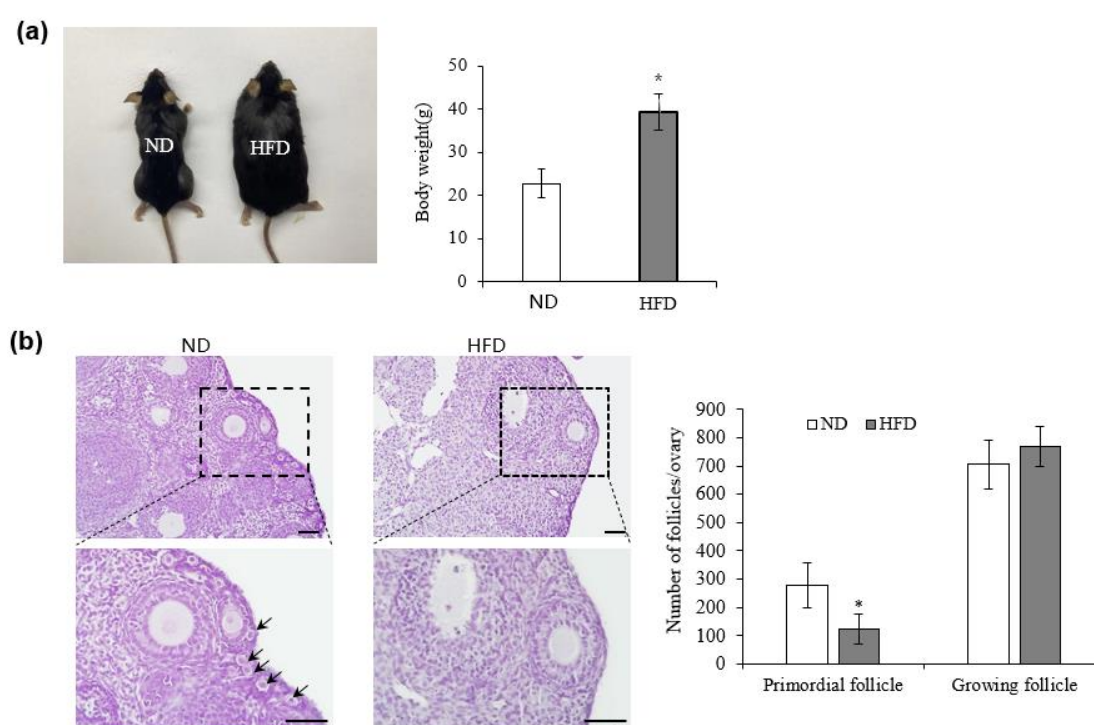 (a)
ND
HFD
Body weight(g)
50
40
30
20
10
0
*
ND
HFD
(b)
ND
HFD
Number of follicles/ovary
900
800
700
600
500
400
300
200
100
0
ND HFD
*
Primordial follicle Growing follicle